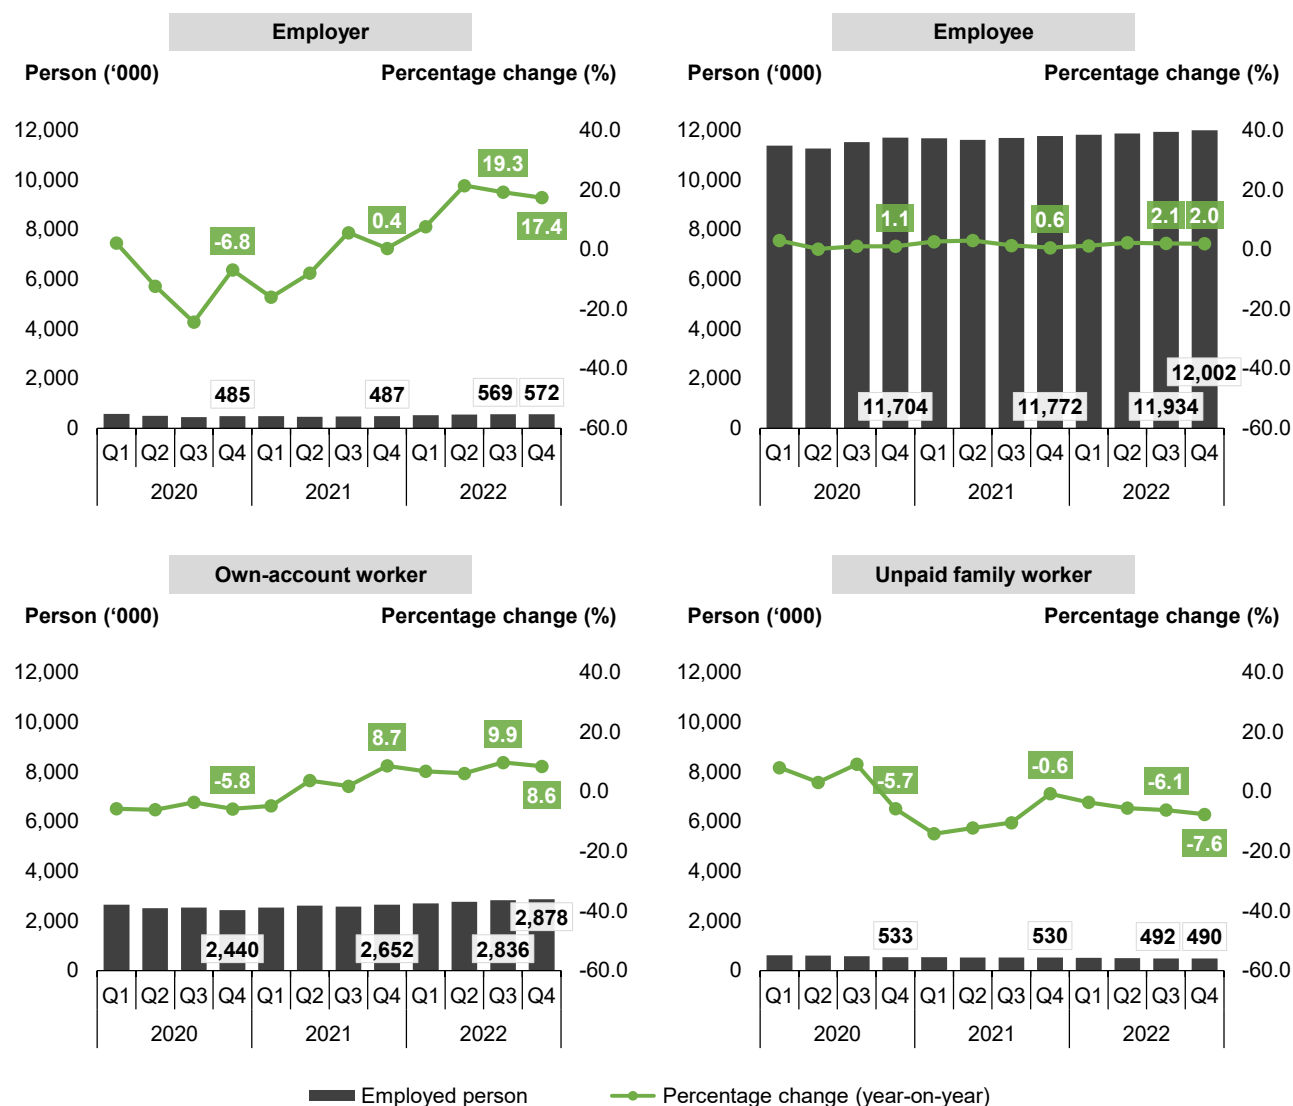 Employer
Person (‘000) Percentage change (%)
12,000 40.0
10,000 19.3 20.0
8,000 -6.8 0.4 17.4 0.0
6,000 -20.0
4,000 -40.0
2,000 485 487 569 572
0 -60.0
Q1 Q2 Q3 Q4 Q1 Q2 Q3 Q4 Q1 Q2 Q3 Q4
2020 2021 2022
Employee
Person (‘000) Percentage change (%)
12,000 40.0
10,000 20.0
8,000 1.1 0.6 2.1 2.0 0.0
6,000 -20.0
4,000 -40.0
2,000 12,002
11,704 11,772 11,934
0 -60.0
Q1 Q2 Q3 Q4 Q1 Q2 Q3 Q4 Q1 Q2 Q3 Q4
2020 2021 2022
Own-account worker
Person (‘000) Percentage change (%)
12,000 40.0
10,000 20.0
8,000 -5.8 8.7 9.9 8.6 0.0
6,000 -20.0
4,000 -40.0
2,000 2,878
2,440 2,652 2,836
0 -60.0
Q1 Q2 Q3 Q4 Q1 Q2 Q3 Q4 Q1 Q2 Q3 Q4
2020 2021 2022
Unpaid family worker
Person (‘000) Percentage change (%)
12,000 40.0
10,000 20.0
8,000 -5.7 -0.6 -6.1 0.0
6,000 -7.6 -20.0
4,000 -40.0
2,000 533 530 492 490
0 -60.0
Q1 Q2 Q3 Q4 Q1 Q2 Q3 Q4 Q1 Q2 Q3 Q4
2020 2021 2022
Employed person Percentage change (year-on-year)